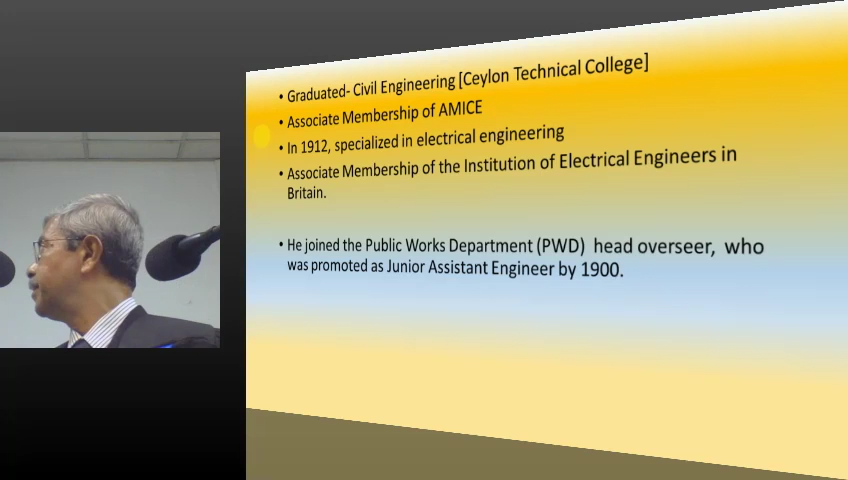 • Graduated- Civil Engineering [Ceylon Technical College]
• Associate Membership of AMICE
• In 1912, specialized in electrical engineering
• Associate Membership of the Institution of Electrical Engineers in
Britain.
• He joined the Public Works Department (PWD) head overseer, who
was promoted as Junior Assistant Engineer by 1900.